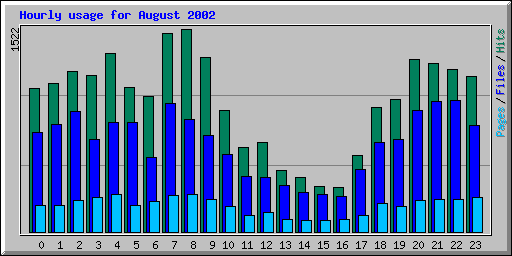 Hourly usage for August 2002
1522
Pages/Files/Hits
0 1 2 3 4 5 6 7 8 9 10 11 12 13 14 15 16 17 18 19 20 21 22 23